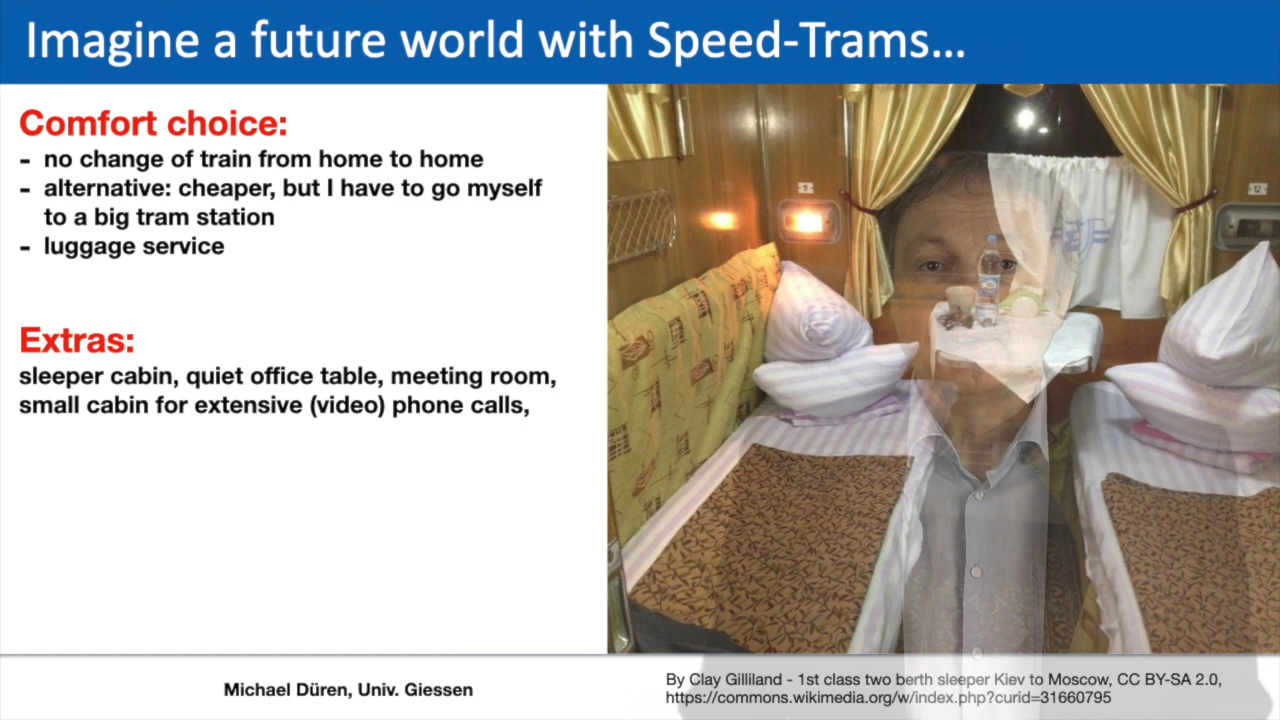 Imagine a future world with Speed-Trams...
Comfort choice:
- no change of train from home to home
- alternative: cheaper, but I have to go myself
to a big tram station
- luggage service
Extras:
sleeper cabin, quiet office table, meeting room,
small cabin for extensive (video) phone calls,
Michael Düren, Univ. Giessen
By Clay Gilliland - 1st class two berth sleeper Kiev to Moscow, CC BY-SA 2.0,
https://commons.wikimedia.org/w/index.php?curid=31660795